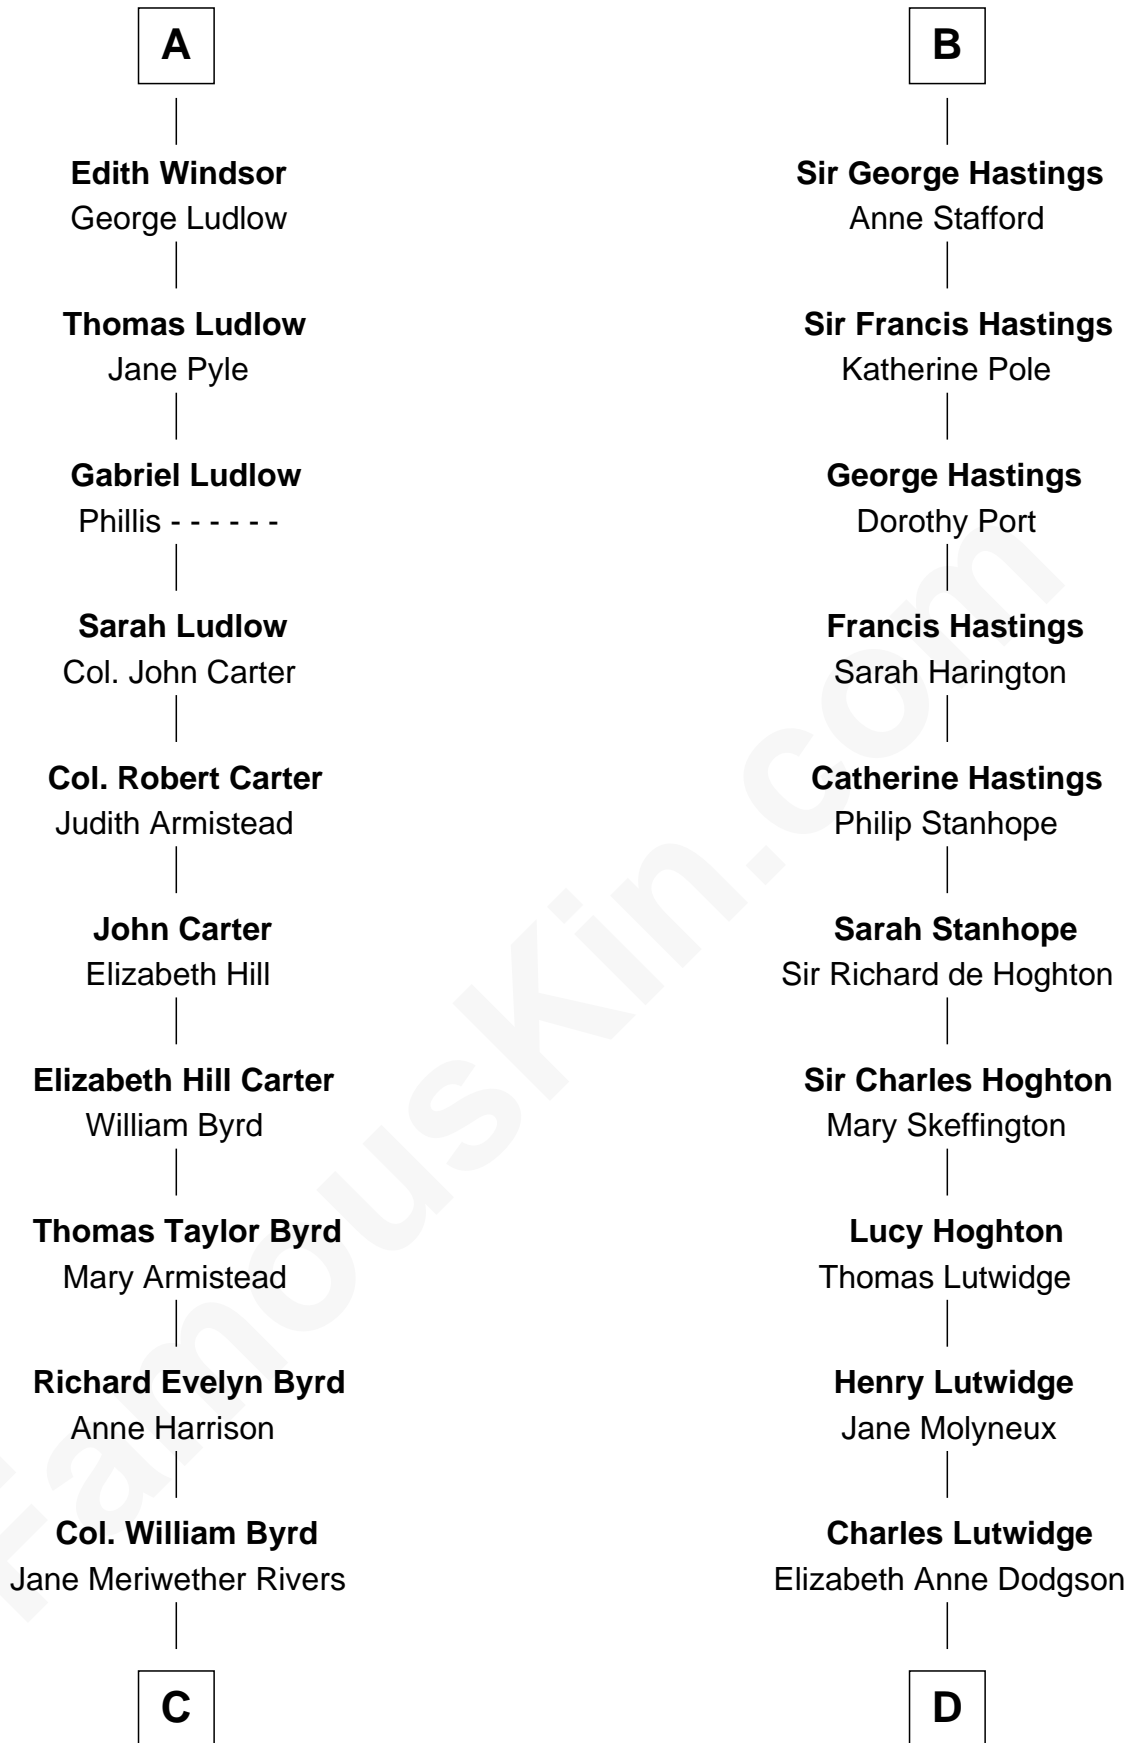 A
Edith Windsor
George Ludlow
Thomas Ludlow
Jane Pyle
Gabriel Ludlow
Phillis - - - - - -
Sarah Ludlow
Col. John Carter
Col. Robert Carter
Judith Armistead
John Carter
Elizabeth Hill
Elizabeth Hill Carter
William Byrd
Thomas Taylor Byrd
Mary Armistead
Richard Evelyn Byrd
Anne Harrison
Col. William Byrd
Jane Meriwether Rivers
C
B
Sir George Hastings
Anne Stafford
Sir Francis Hastings
Katherine Pole
George Hastings
Dorothy Port
Francis Hastings
Sarah Harington
Catherine Hastings
Philip Stanhope
Sarah Stanhope
Sir Richard de Hoghton
Sir Charles Hoghton
Mary Skeffington
Lucy Hoghton
Thomas Lutwidge
Henry Lutwidge
Jane Molyneux
Charles Lutwidge
Elizabeth Anne Dodgson
D
FamousKin.com